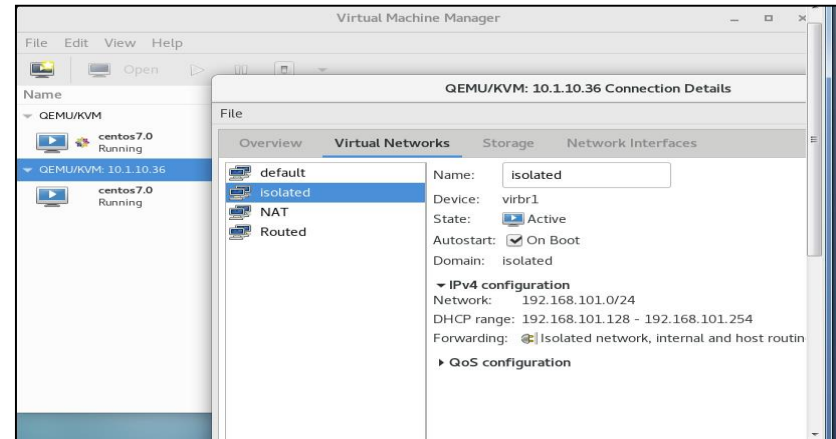 Virtual Machine Manager
File Edit View Help
Open
Name
QEMU/KVM
centos7.0
Running
QEMU/KVM: 10.1.10.36
centos7.0
Running
QEMU/KVM: 10.1.10.36 Connection Details
File
Overview Virtual Networks Storage Network Interfaces
default
isolated
NAT
Routed
Name: isolated
Device: virbr1
State: Active
Autostart: On Boot
Domain: isolated
IPv4 configuration
Network: 192.168.101.0/24
DHCP range: 192.168.101.128 - 192.168.101.254
Forwarding: Isolated network, internal and host routin
QoS configuration